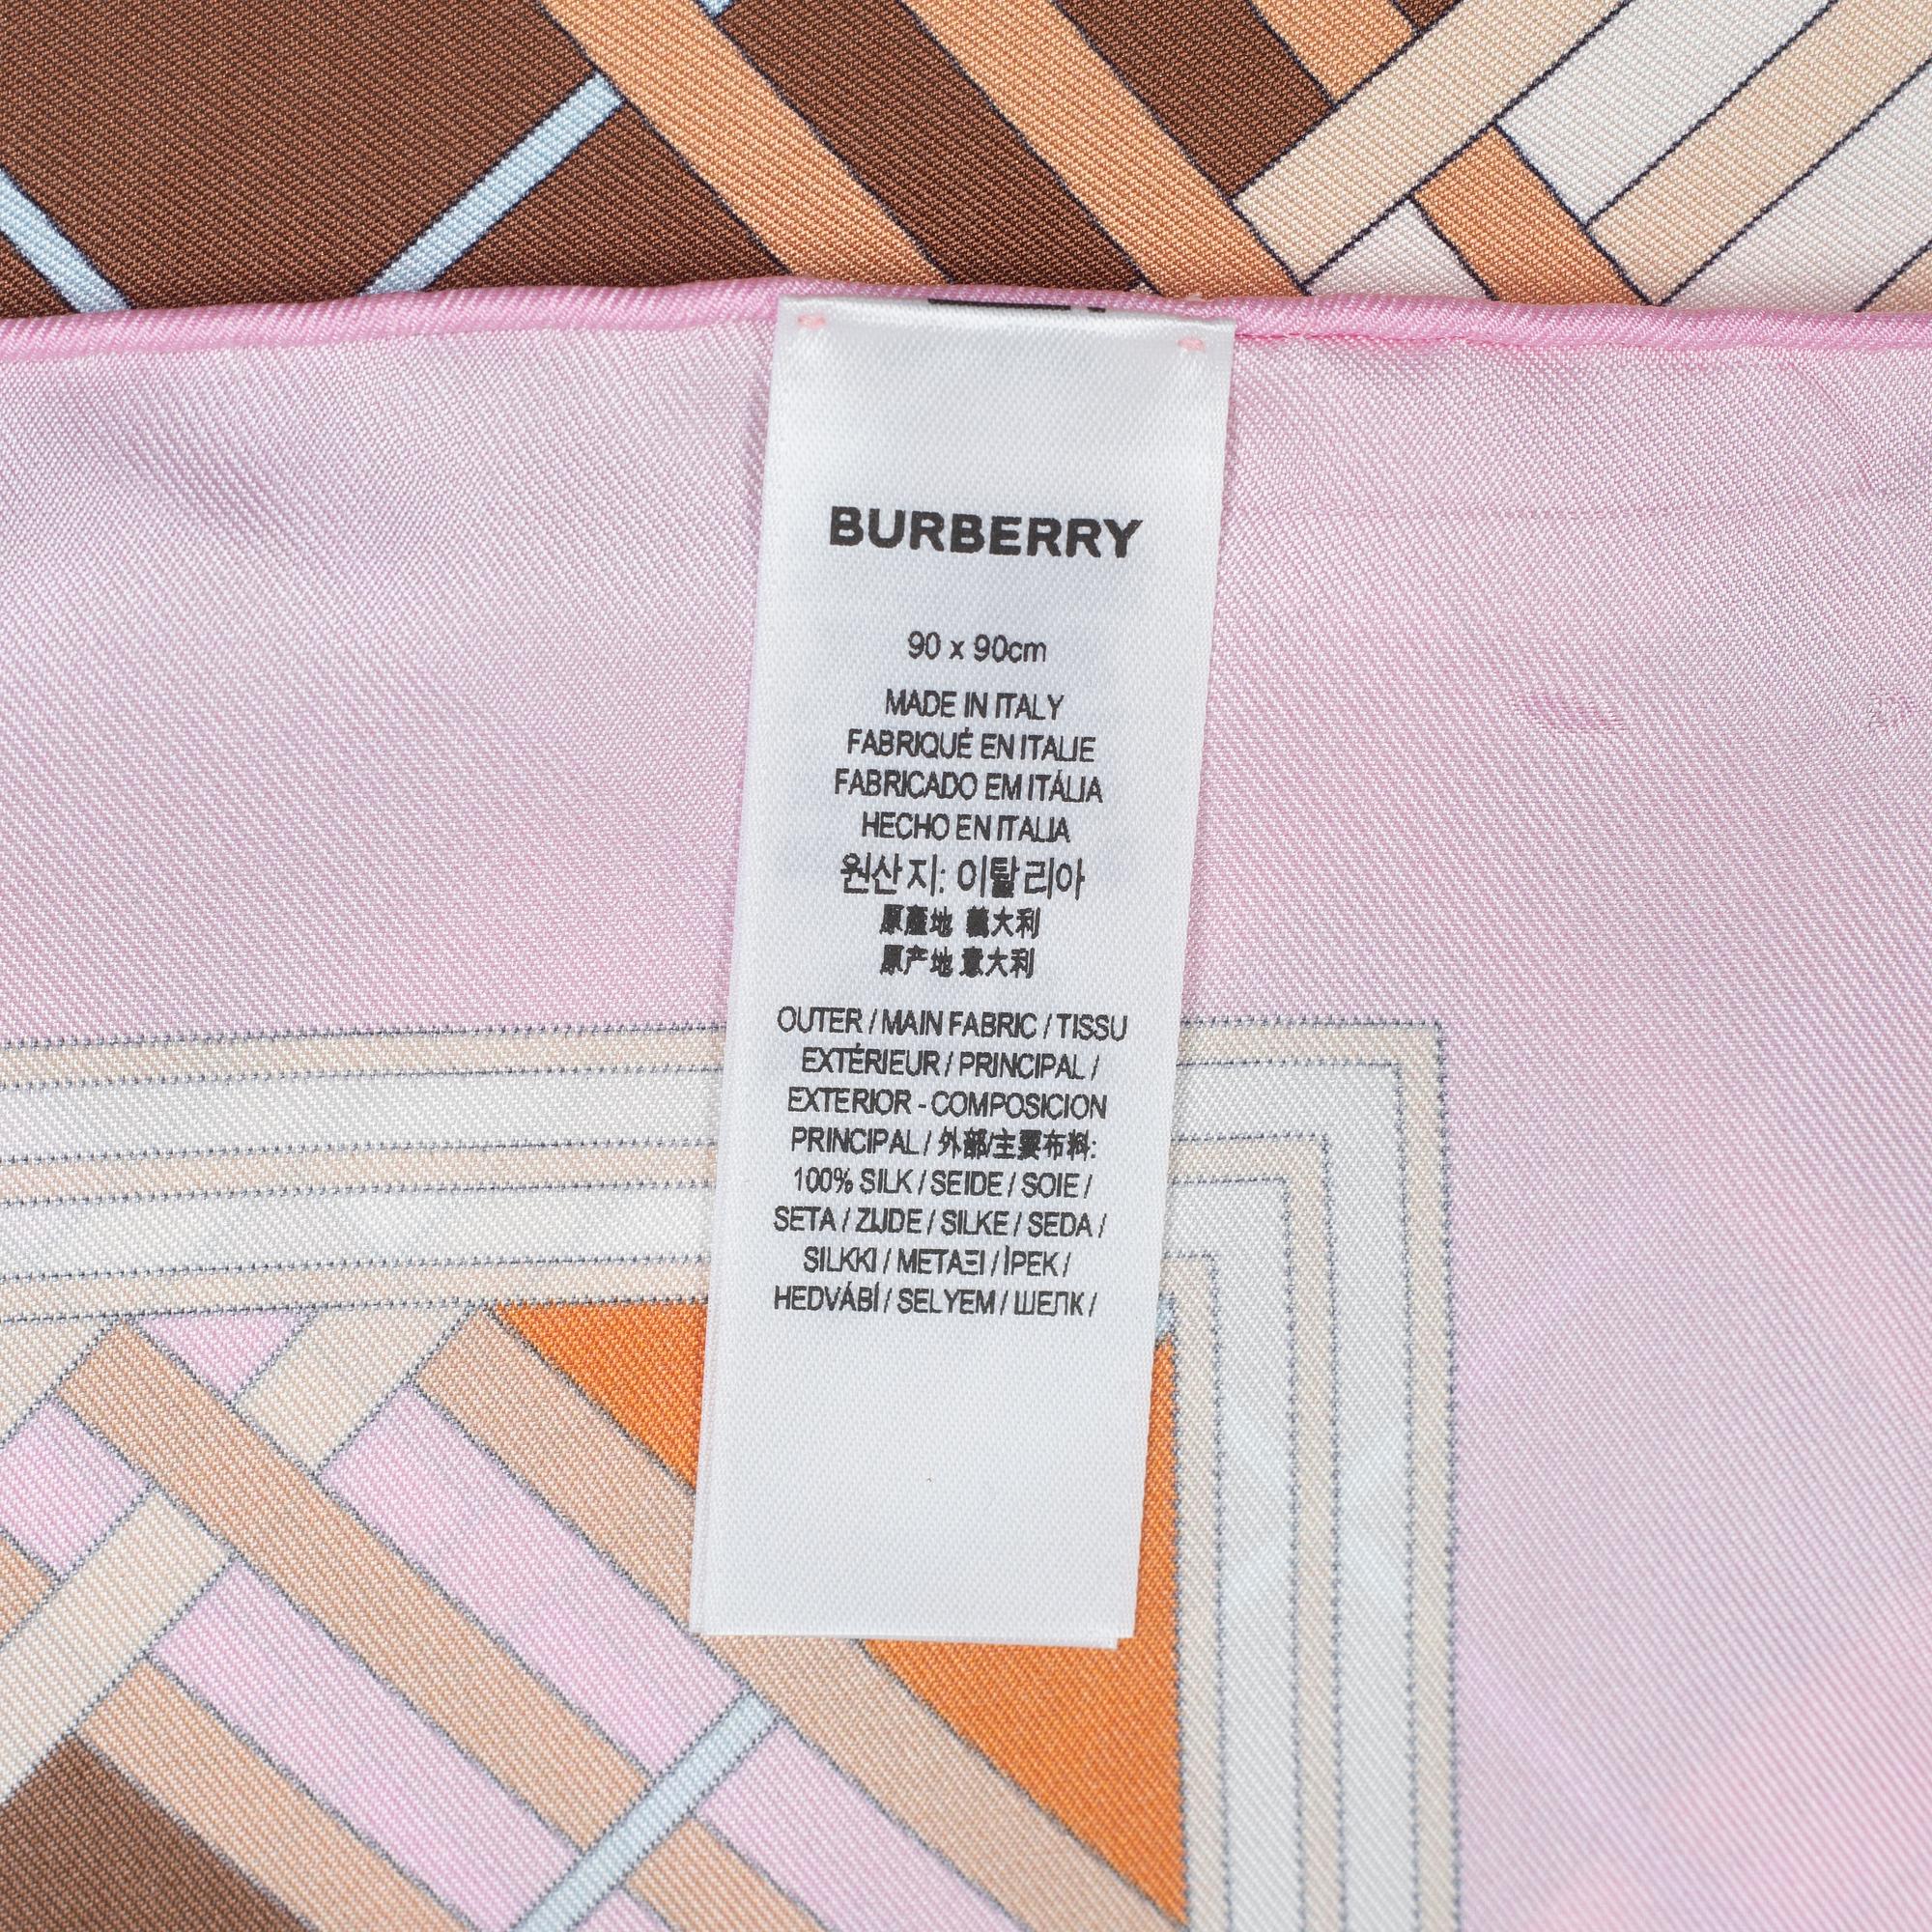 BURBERRY
90 x 90cm
MADE IN ITALY
FABRIQUÉ EN ITALIE
FABRICADO EM ITÁLIA
HECHO EN ITALIA
원산지: 이탈리아
原產地 義大利
原产地 意大利
OUTER / MAIN FABRIC / TISSU
EXTÉRIEUR / PRINCIPAL /
EXTERIOR - COMPOSICION
PRINCIPAL / 外部/主要布料:
100% SILK / SEIDE / SOIE /
SETA / ZIJDE / SILKE / SEDA /
SILKKI / ΜΕΤΑΞΙ / İPEK /
HEDVÁBÍ / SELYEM / ШЕЛК /